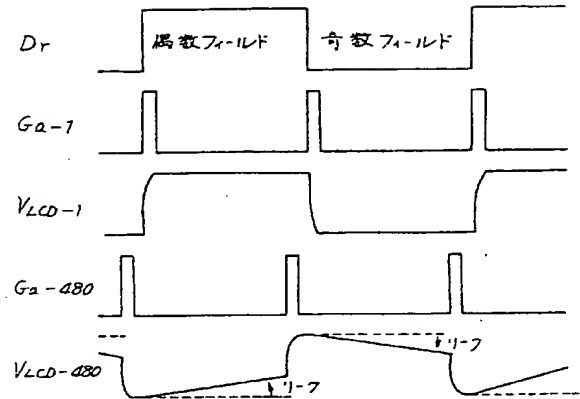 Dr
偶数フィールド
奇数フィールド
Ga-1
VLCD-1
Ga-480
VLCD-480
リーク
リーク